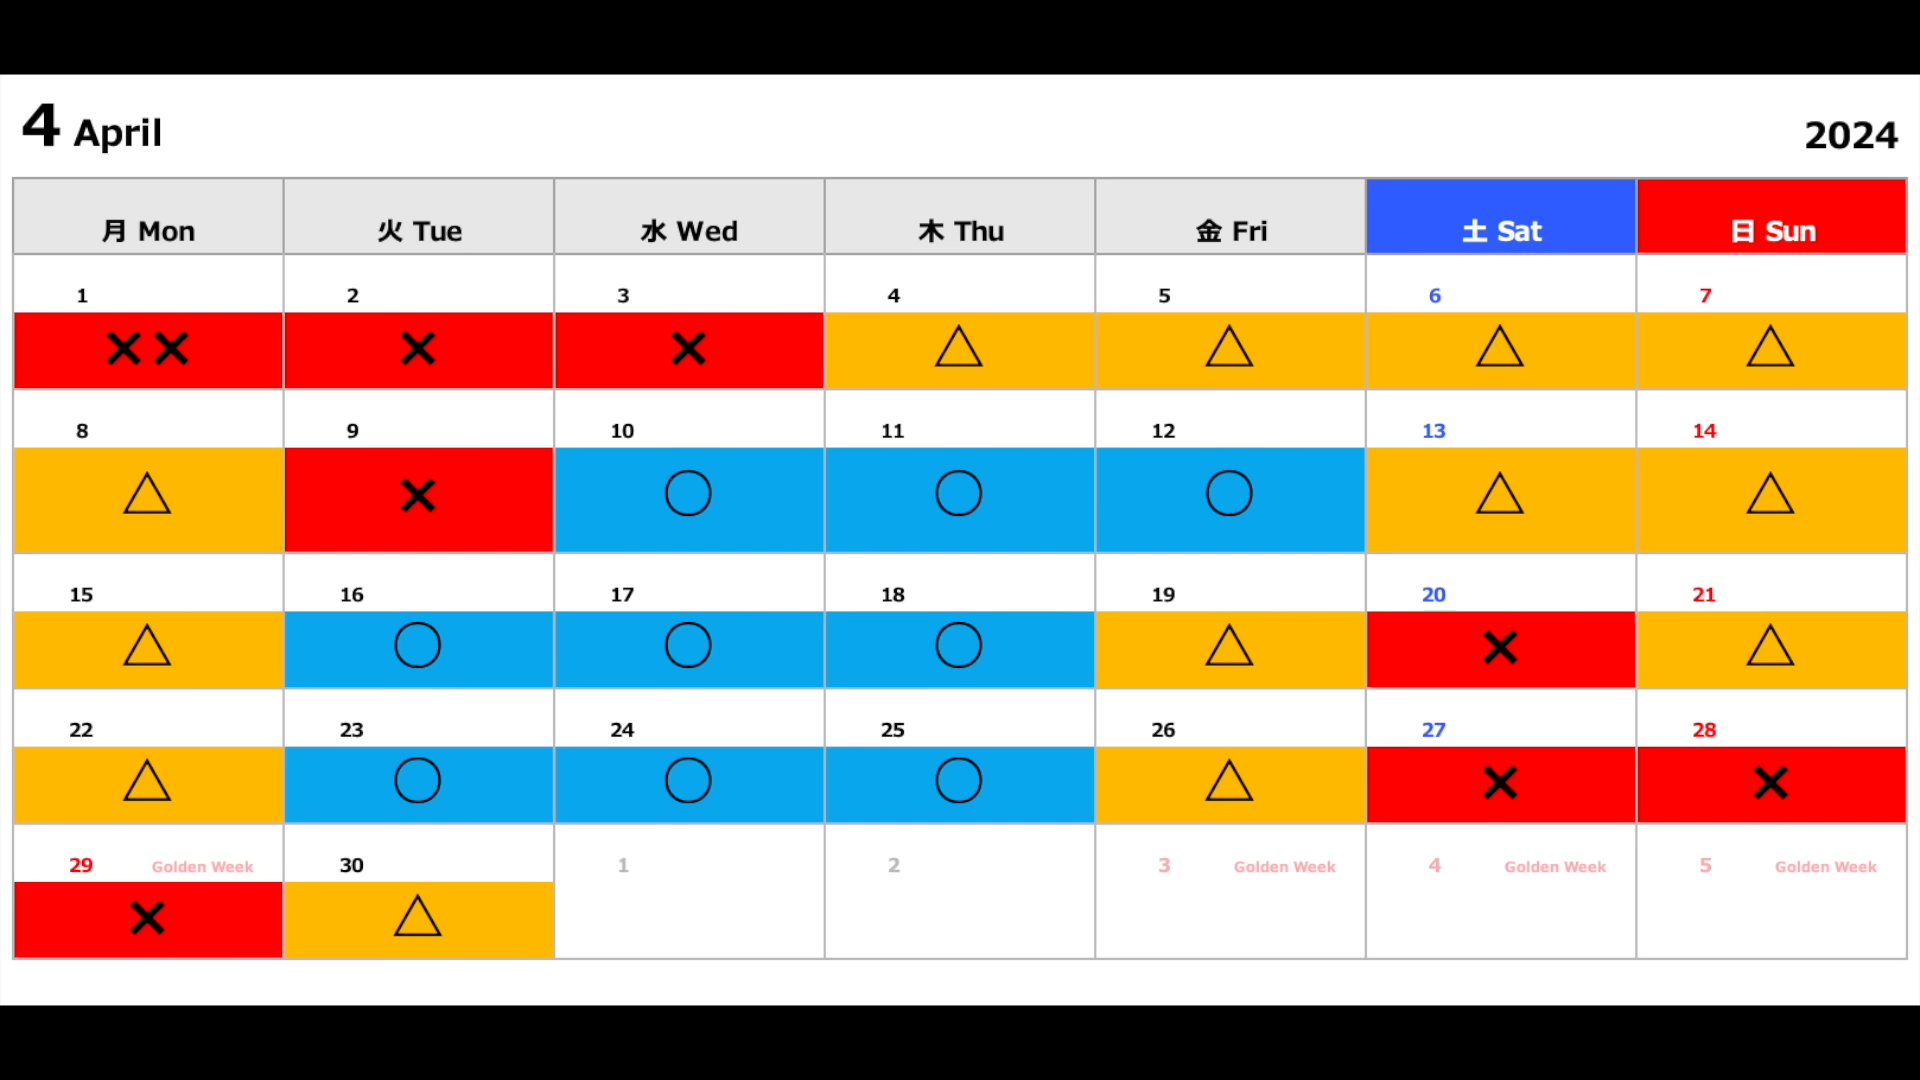 4 April
2024
月 Mon 火 Tue 水 Wed 木 Thu 金 Fri 土 Sat 日 Sun
1 2 3 4 5 6 7
✕✕ ✕ ✕ △ △ △ △
8 9 10 11 12 13 14
△ ✕ ○ ○ ○ △ △
15 16 17 18 19 20 21
△ ○ ○ ○ △ ✕ △
22 23 24 25 26 27 28
△ ○ ○ ○ △ ✕ ✕
29 Golden Week 30 1 2 3 Golden Week 4 Golden Week 5 Golden Week
✕ △